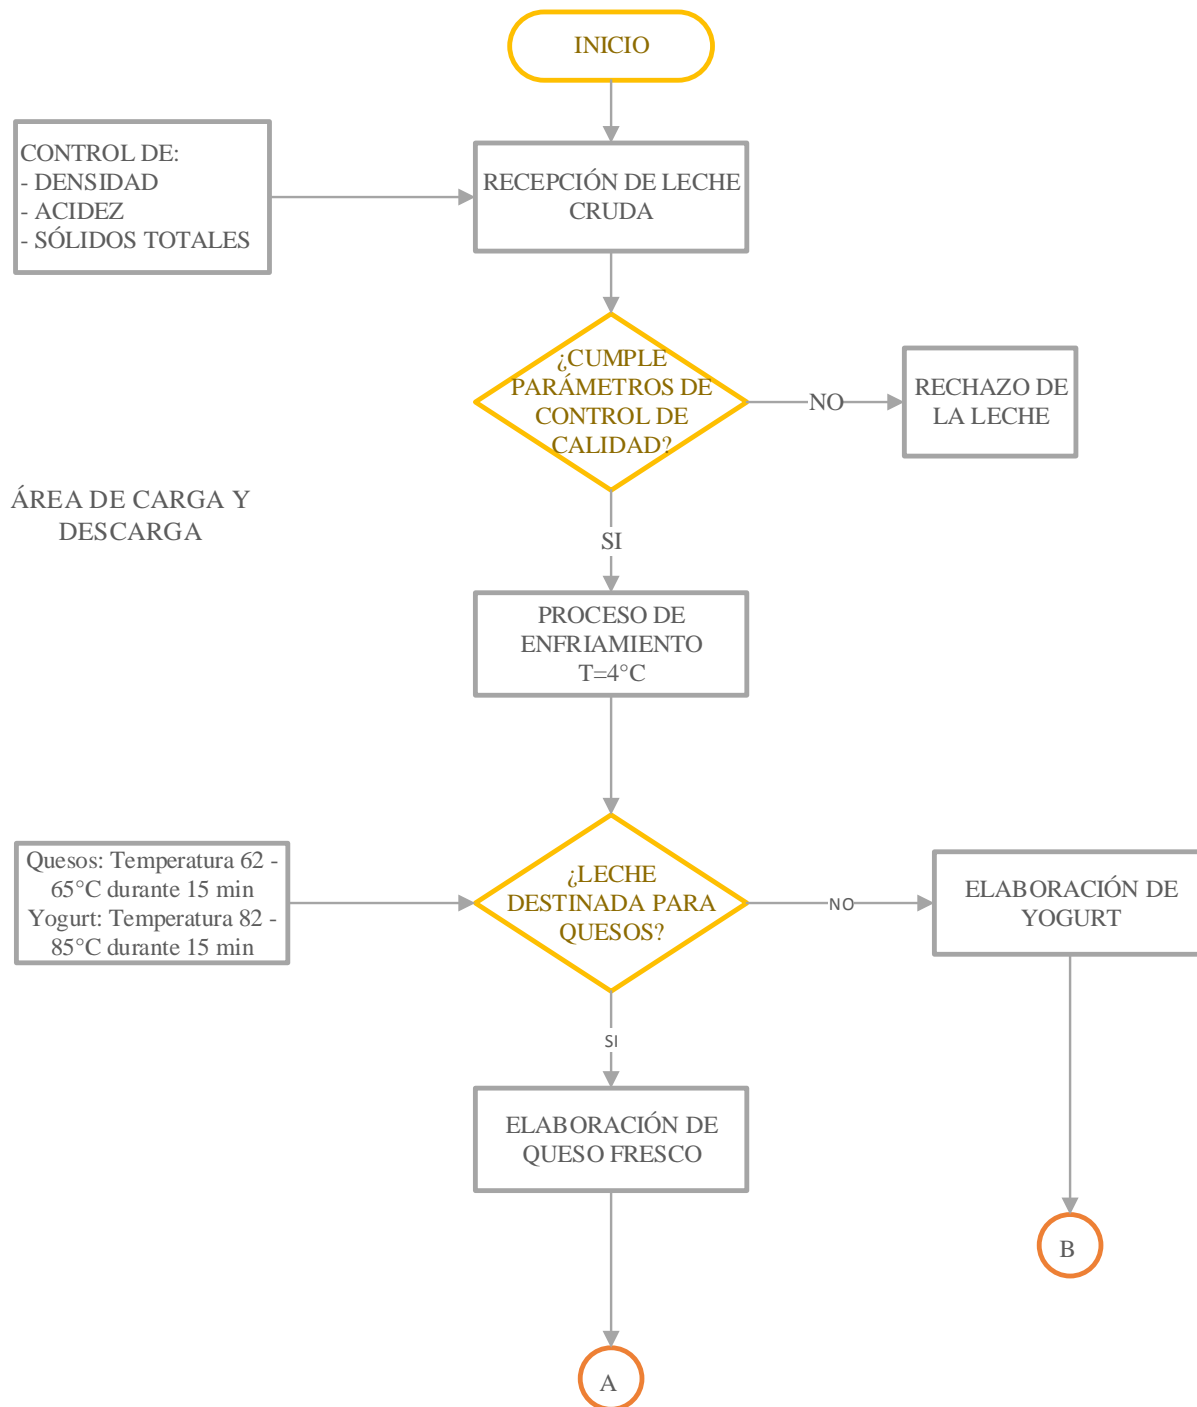 INICIO
CONTROL DE:
- DENSIDAD
- ACIDEZ
- SÓLIDOS TOTALES
RECEPCIÓN DE LECHE
CRUDA
¿CUMPLE
PARÁMETROS DE
CONTROL DE
CALIDAD?
NO
RECHAZO DE
LA LECHE
ÁREA DE CARGA Y
DESCARGA
SI
PROCESO DE
ENFRIAMIENTO
T=4°C
Quesos: Temperatura 62 -
65°C durante 15 min
Yogurt: Temperatura 82 -
85°C durante 15 min
¿LECHE
DESTINADA PARA
QUESOS?
NO
ELABORACIÓN DE
YOGURT
SI
ELABORACIÓN DE
QUESO FRESCO
B
A